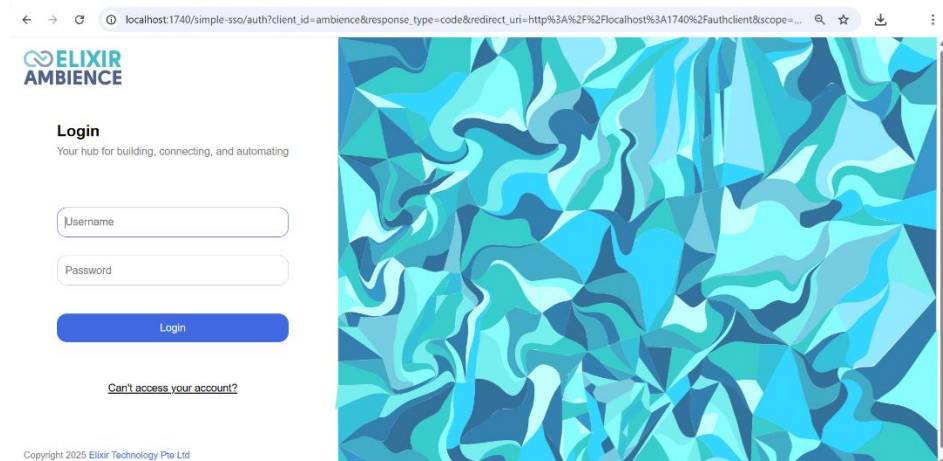 localhost:1740/simple-sso/auth?client_id=ambience&response_type=code&redirect_uri=http%3A%2F%2Flocalhost%3A1740%2Fauthclient&scope=...
ELIXIR
AMBIENCE
Login
Your hub for building, connecting, and automating
Username
Password
Login
Can't access your account?
Copyright 2025 Elixir Technology Pte Ltd